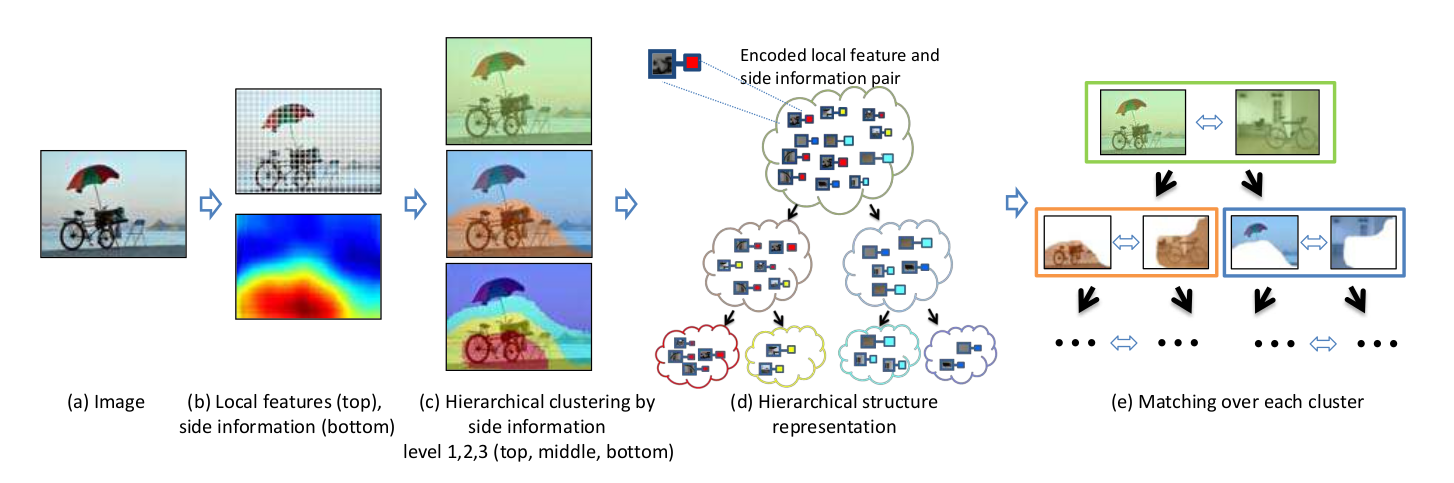 Encoded local feature and
side information pair
(a) Image
(b) Local features (top),
side information (bottom)
(c) Hierarchical clustering by
side information
level 1,2,3 (top, middle, bottom)
(d) Hierarchical structure
representation
(e) Matching over each cluster